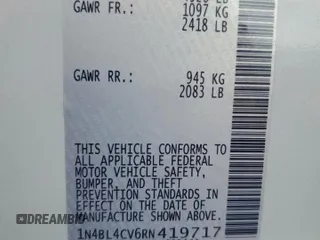 GAWR FR.: 1097 KG
2418 LB
GAWR RR.: 945 KG
2083 LB
THIS VEHICLE CONFORMS TO
ALL APPLICABLE FEDERAL
MOTOR VEHICLE SAFETY,
BUMPER, AND THEFT
PREVENTION STANDARDS IN
EFFECT ON THE DATE OF
MANUFACTURE SHOWN ABOVE.
1N4BL4CV6RN419717
DREAMBID